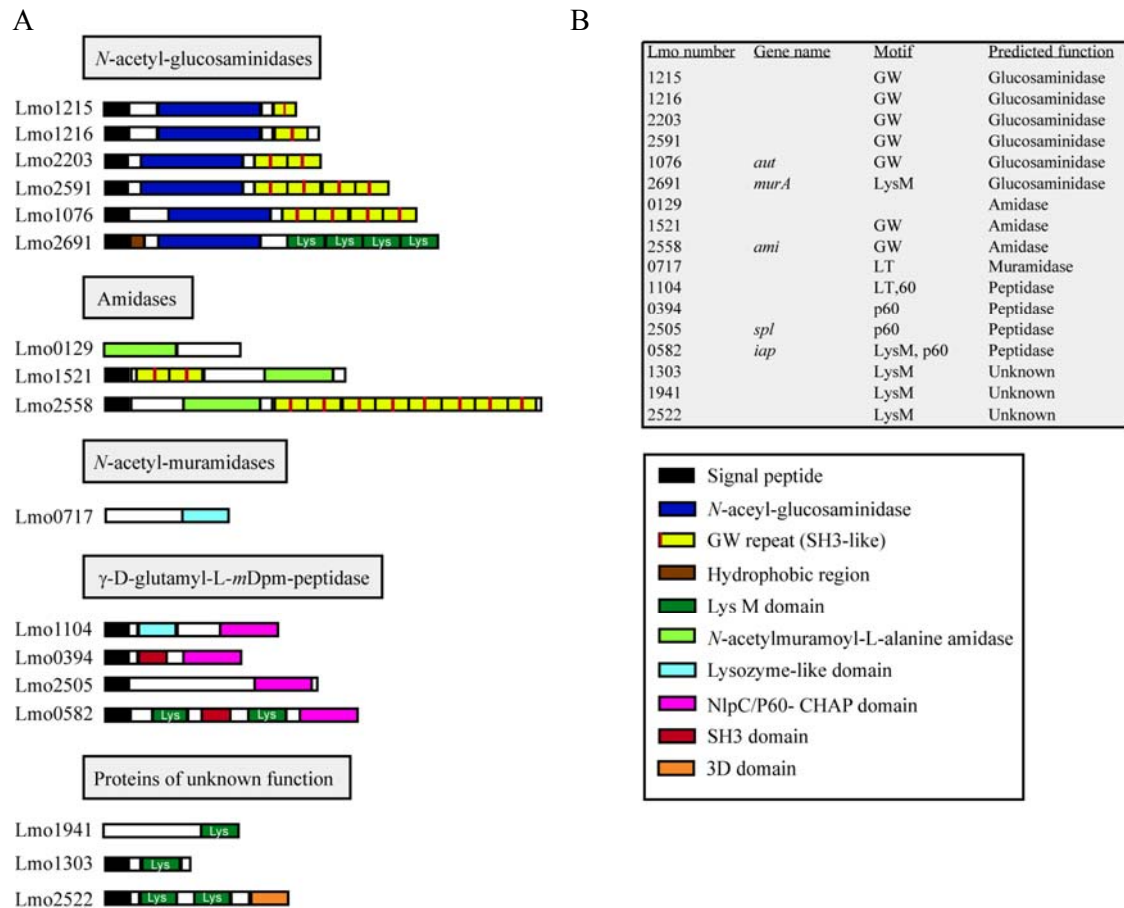 A
N-acetyl-glucosaminidases
Lmo1215
Lmo1216
Lmo2203
Lmo2591
Lmo1076
Lmo2691 Lys Lys Lys Lys
Amidases
Lmo0129
Lmo1521
Lmo2558
N-acetyl-muramidases
Lmo0717
γ-D-glutamyl-L-mDpm-peptidase
Lmo1104
Lmo0394
Lmo2505
Lmo0582 Lys Lys
Proteins of unknown function
Lmo1941 Lys
Lmo1303 Lys
Lmo2522 Lys Lys
B
Lmo number Gene name Motif Predicted function
1215 GW Glucosaminidase
1216 GW Glucosaminidase
2203 GW Glucosaminidase
2591 GW Glucosaminidase
1076 aut GW Glucosaminidase
2691 murA LysM Glucosaminidase
0129 Amidase
1521 GW Amidase
2558 ami GW Amidase
0717 LT Muramidase
1104 LT,60 Peptidase
0394 p60 Peptidase
2505 spl p60 Peptidase
0582 iap LysM, p60 Peptidase
1303 LysM Unknown
1941 LysM Unknown
2522 LysM Unknown
Signal peptide
N-aceyl-glucosaminidase
GW repeat (SH3-like)
Hydrophobic region
Lys M domain
N-acetylmuramoyl-L-alanine amidase
Lysozyme-like domain
NlpC/P60- CHAP domain
SH3 domain
3D domain